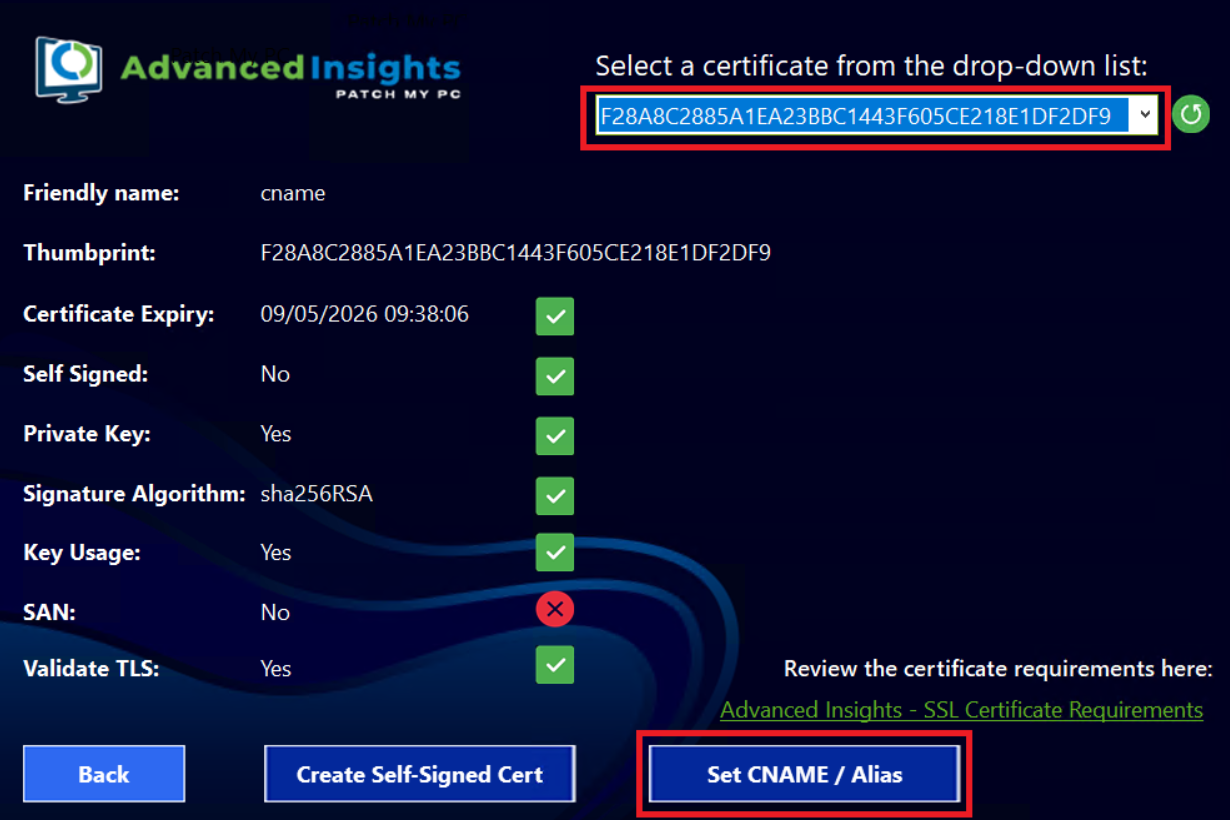 Advanced Insights
PATCH MY PC
Select a certificate from the drop-down list:
F28A8C2885A1EA23BBC1443F605CE218E1DF2DF9
Friendly name: cname
Thumbprint: F28A8C2885A1EA23BBC1443F605CE218E1DF2DF9
Certificate Expiry: 09/05/2026 09:38:06
Self Signed: No
Private Key: Yes
Signature Algorithm: sha256RSA
Key Usage: Yes
SAN: No
Validate TLS: Yes
Review the certificate requirements here:
Advanced Insights - SSL Certificate Requirements
Back
Create Self-Signed Cert
Set CNAME / Alias